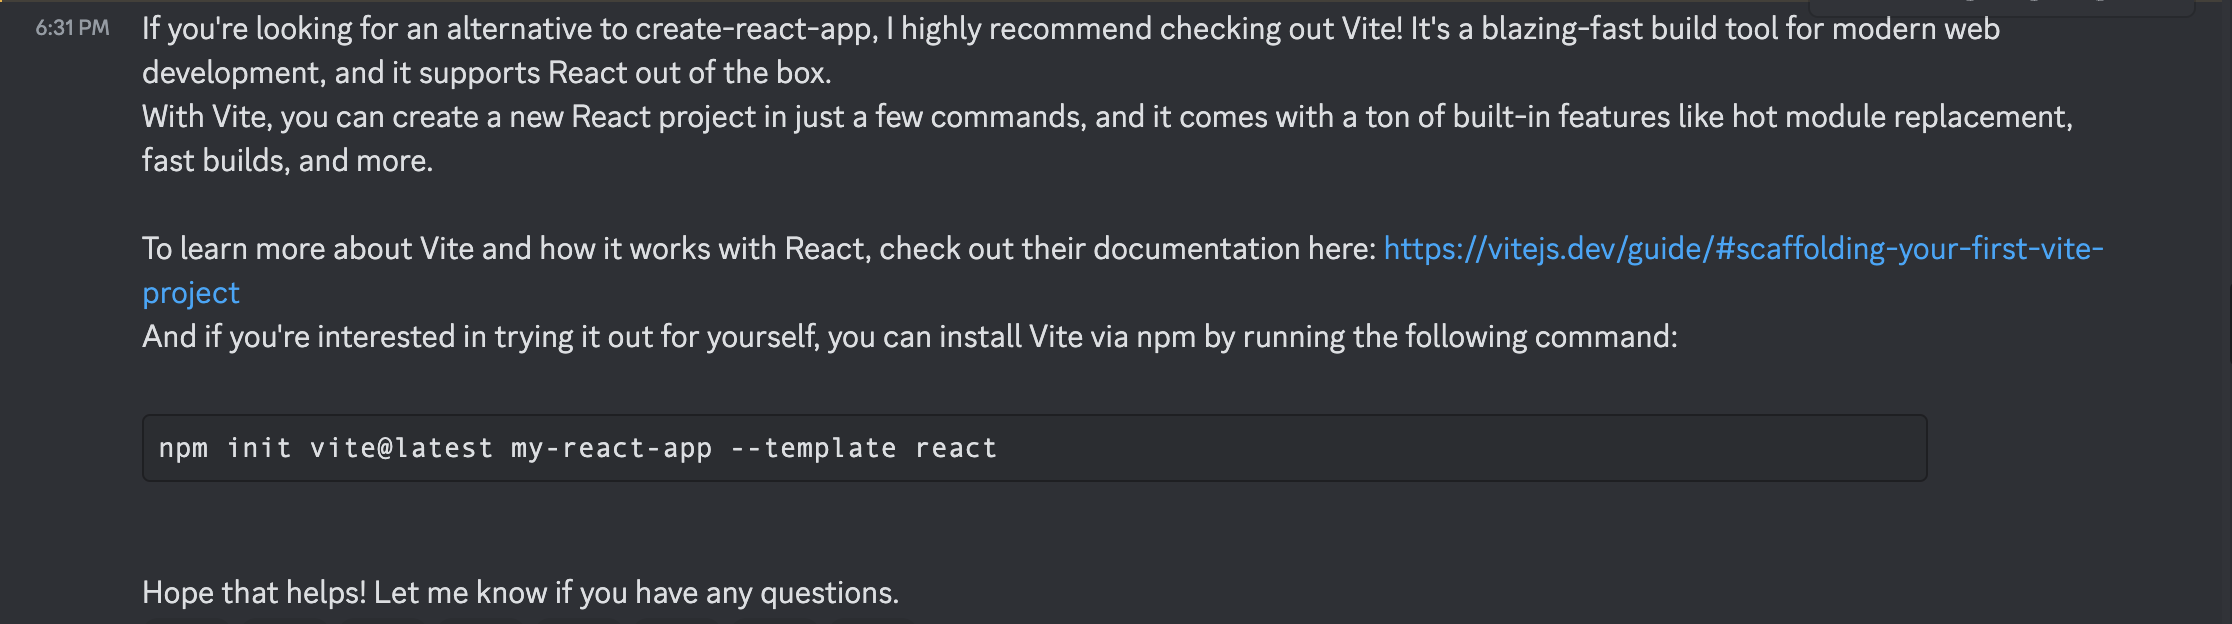 6:31 PM If you're looking for an alternative to create-react-app, I highly recommend checking out Vite! It's a blazing-fast build tool for modern web
development, and it supports React out of the box.
With Vite, you can create a new React project in just a few commands, and it comes with a ton of built-in features like hot module replacement,
fast builds, and more.
To learn more about Vite and how it works with React, check out their documentation here: https://vitejs.dev/guide/#scaffolding-your-first-vite-
project
And if you're interested in trying it out for yourself, you can install Vite via npm by running the following command:
npm init vite@latest my-react-app --template react
Hope that helps! Let me know if you have any questions.